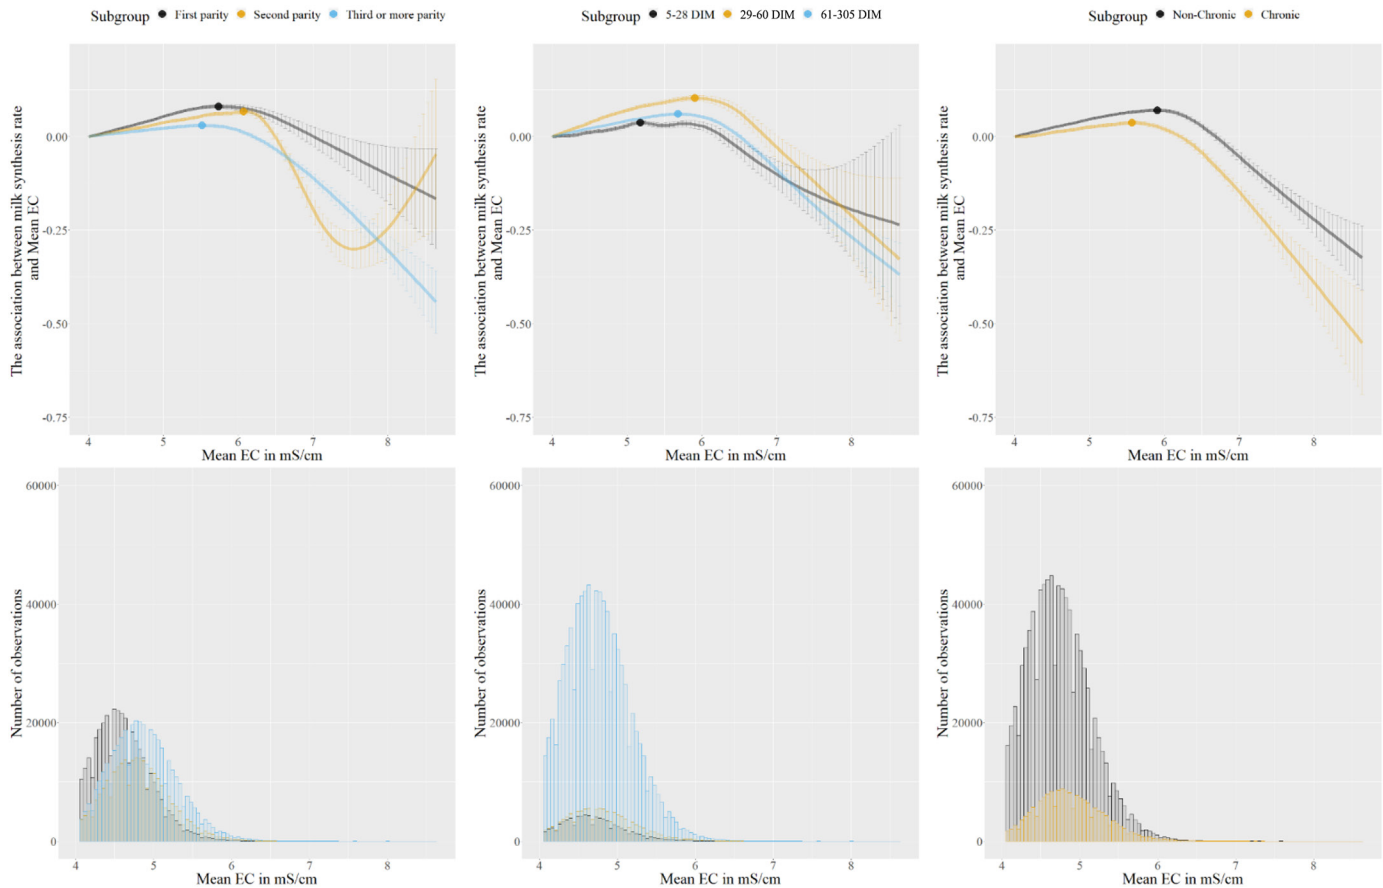 Subgroup First parity Second parity Third or more parity
The association between milk synthesis rate
and Mean EC
0.00
-0.25
-0.50
-0.75
4 5 6 7 8
Mean EC in mS/cm
Subgroup 5-28 DIM 29-60 DIM 61-305 DIM
The association between milk synthesis rate
and Mean EC
0.00
-0.25
-0.50
-0.75
4 5 6 7 8
Mean EC in mS/cm
Subgroup Non-Chronic Chronic
The association between milk synthesis rate
and Mean EC
0.00
-0.25
-0.50
-0.75
4 5 6 7 8
Mean EC in mS/cm
Number of observations
60000
40000
20000
0
4 5 6 7 8
Mean EC in mS/cm
Number of observations
60000
40000
20000
0
4 5 6 7 8
Mean EC in mS/cm
Number of observations
60000
40000
20000
0
4 5 6 7 8
Mean EC in mS/cm